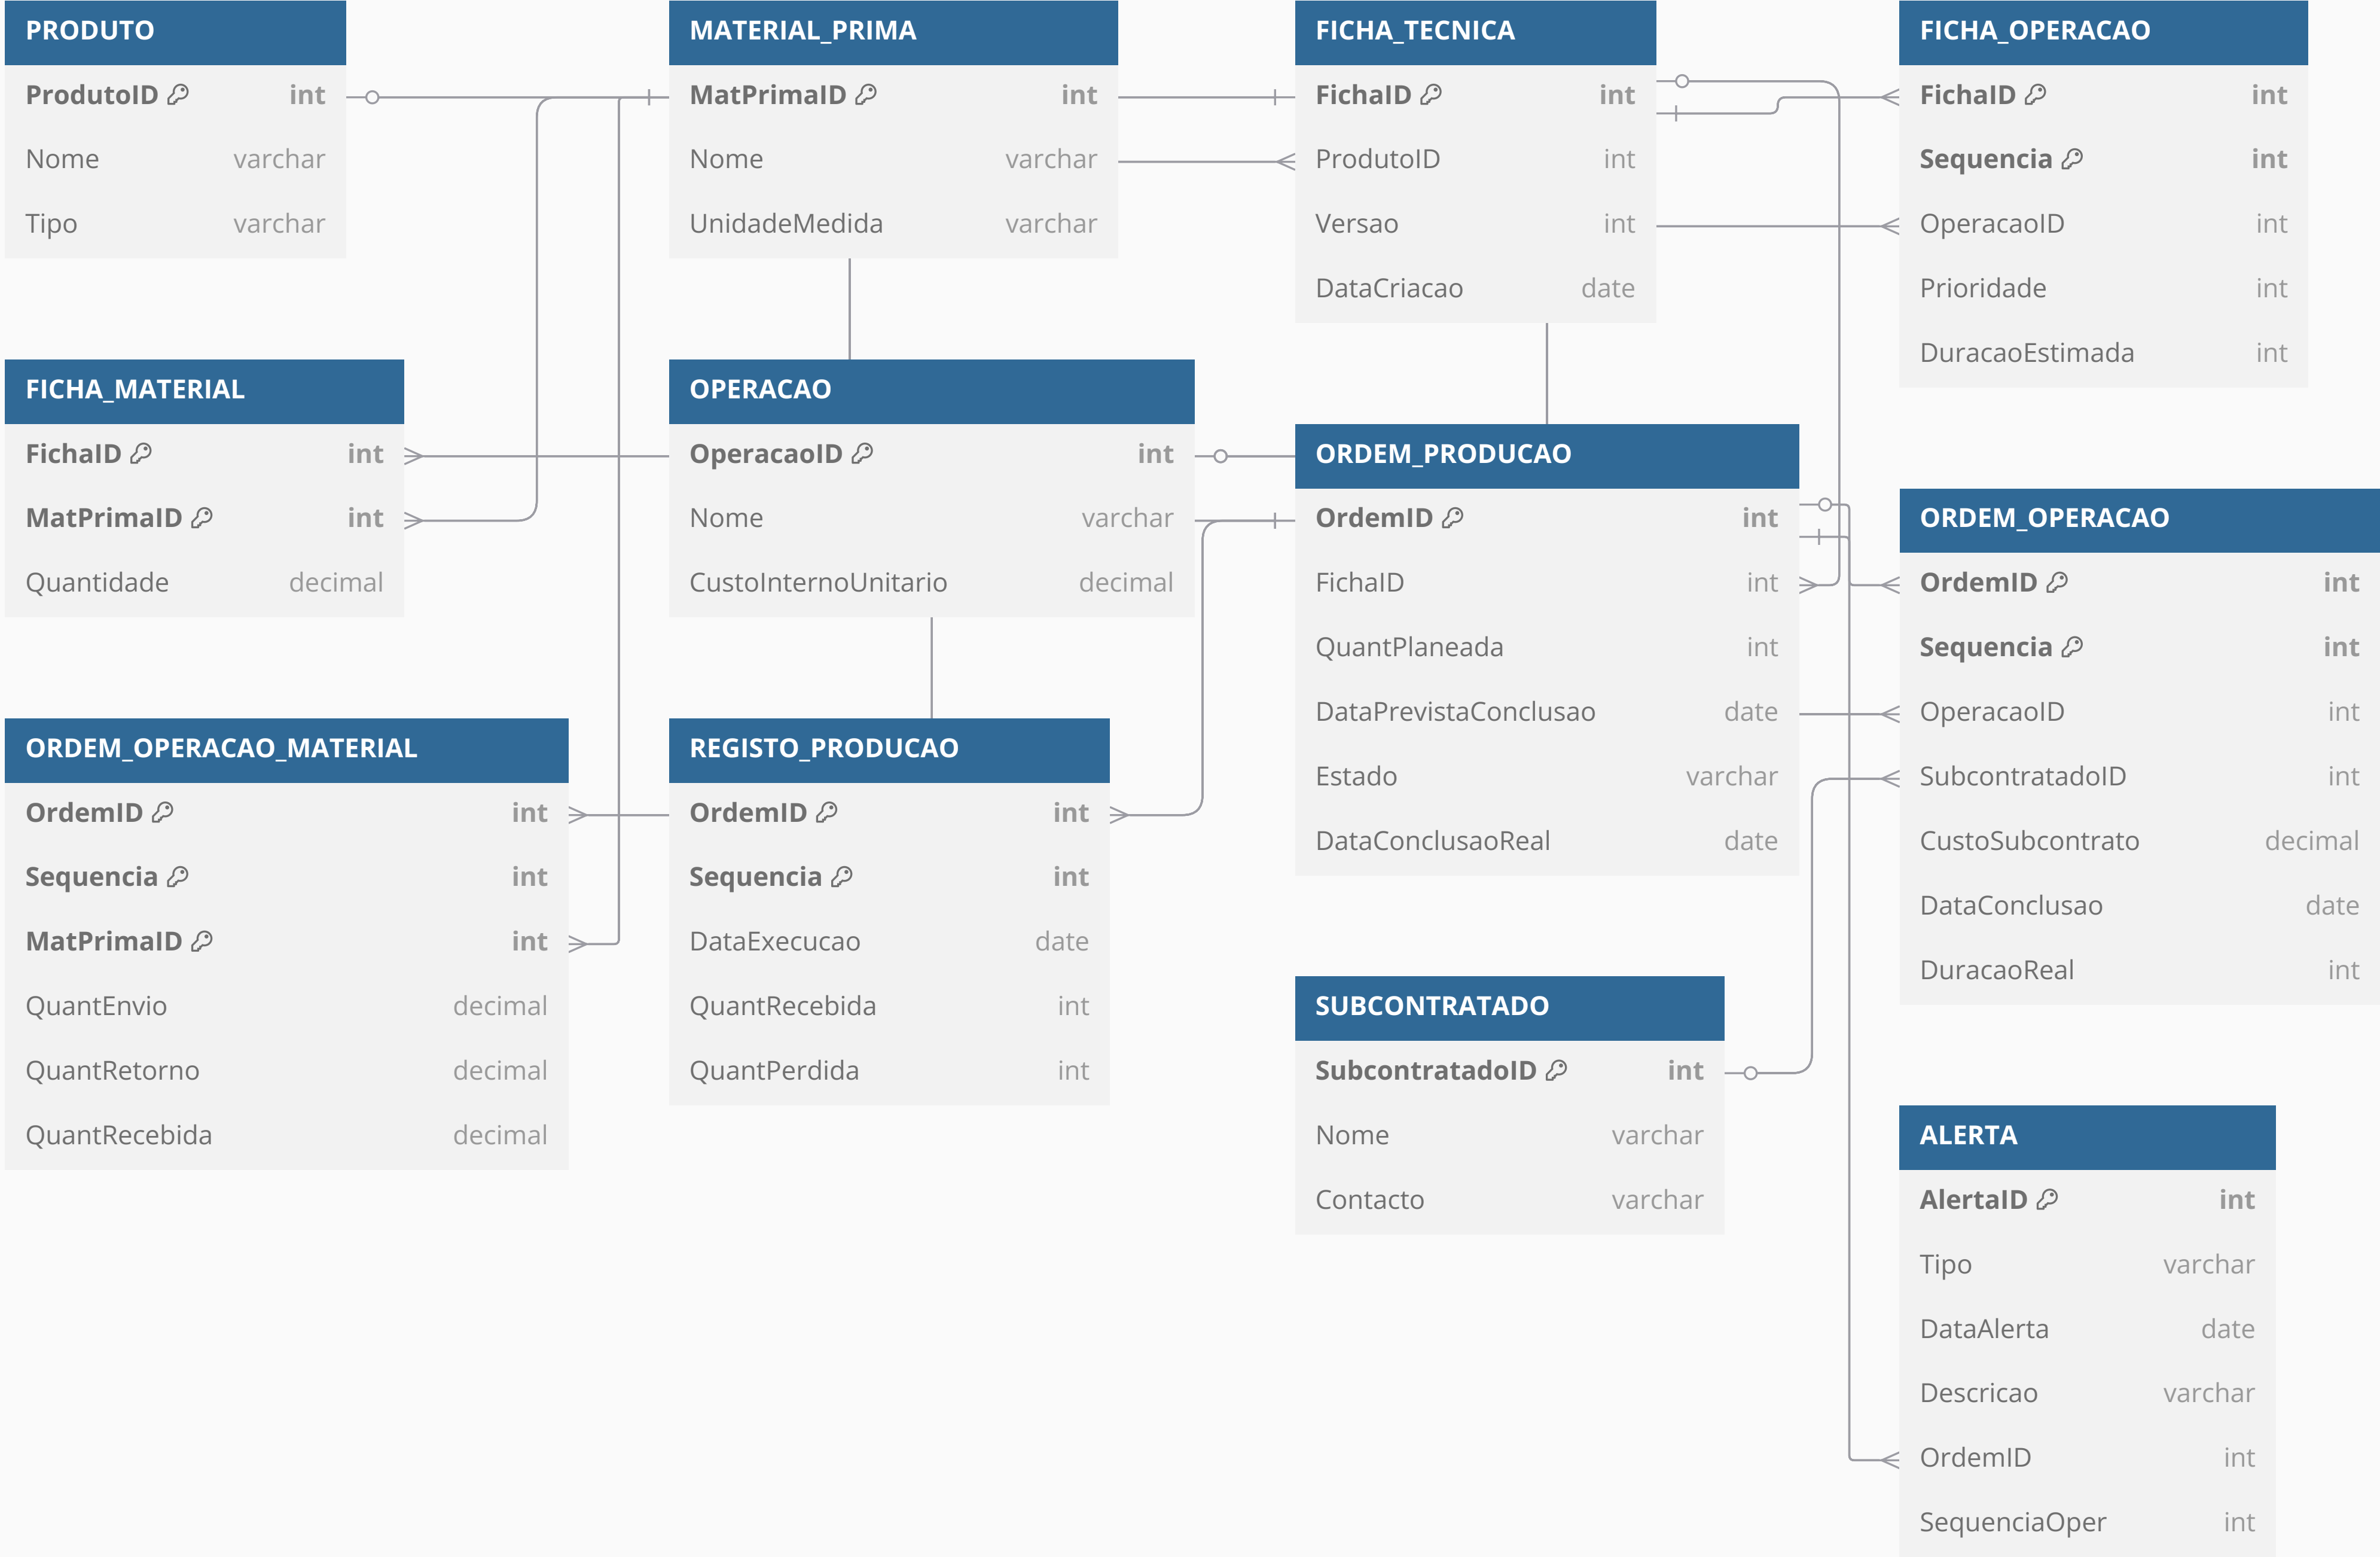 PRODUTO
ProdutoID int
Nome varchar
Tipo varchar
MATERIAL_PRIMA
MatPrimaID int
Nome varchar
UnidadeMedida varchar
FICHA_TECNICA
FichaID int
ProdutoID int
Versao int
DataCriacao date
FICHA_OPERACAO
FichaID int
Sequencia int
OperacaoID int
Prioridade int
DuracaoEstimada int
FICHA_MATERIAL
FichaID int
MatPrimaID int
Quantidade decimal
OPERACAO
OperacaoID int
Nome varchar
CustoInternoUnitario decimal
ORDEM_PRODUCAO
OrdemID int
FichaID int
QuantPlaneada int
DataPrevistaConclusao date
Estado varchar
DataConclusaoReal date
ORDEM_OPERACAO
OrdemID int
Sequencia int
OperacaoID int
SubcontratadoID int
CustoSubcontrato decimal
DataConclusao date
DuracaoReal int
ORDEM_OPERACAO_MATERIAL
OrdemID int
Sequencia int
MatPrimaID int
QuantEnvio decimal
QuantRetorno decimal
QuantRecebida decimal
REGISTO_PRODUCAO
OrdemID int
Sequencia int
DataExecucao date
QuantRecebida int
QuantPerdida int
SUBCONTRATADO
SubcontratadoID int
Nome varchar
Contacto varchar
ALERTA
AlertaID int
Tipo varchar
DataAlerta date
Descricao varchar
OrdemID int
SequenciaOper int